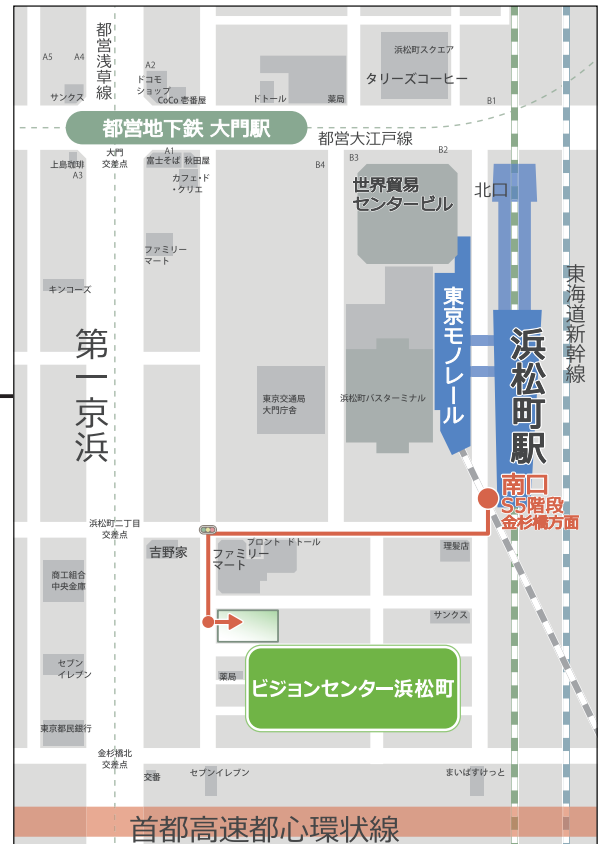 都営浅草線
A5
A4
A2
サンクス
ドコモ
ショップ
CoCo 壱番屋
ドトール
薬局
浜松町スクエア
タリーズコーヒー
B1
都営地下鉄 大門駅
都営大江戸線
大門
交差点
A1
上島珈琲
A3
富士そば
秋田屋
カフェ・ド
・クリエ
B4
B3
B2
世界貿易
センタービル
北口
ファミリー
マート
キンコーズ
東京モノレール
浜松町駅
東海道新幹線
第一京浜
東京交通局
大門庁舎
浜松町バスターミナル
南口
S5階段
金杉橋方面
浜松町二丁目
交差点
吉野家
ファミリー
マート
プロント
ドトール
理髪店
商工組合
中央金庫
サンクス
セブン
イレブン
薬局
ビジョンセンター浜松町
東京都民銀行
金杉橋北
交差点
交番
セブンイレブン
まいばすけっと
首都高速都心環状線